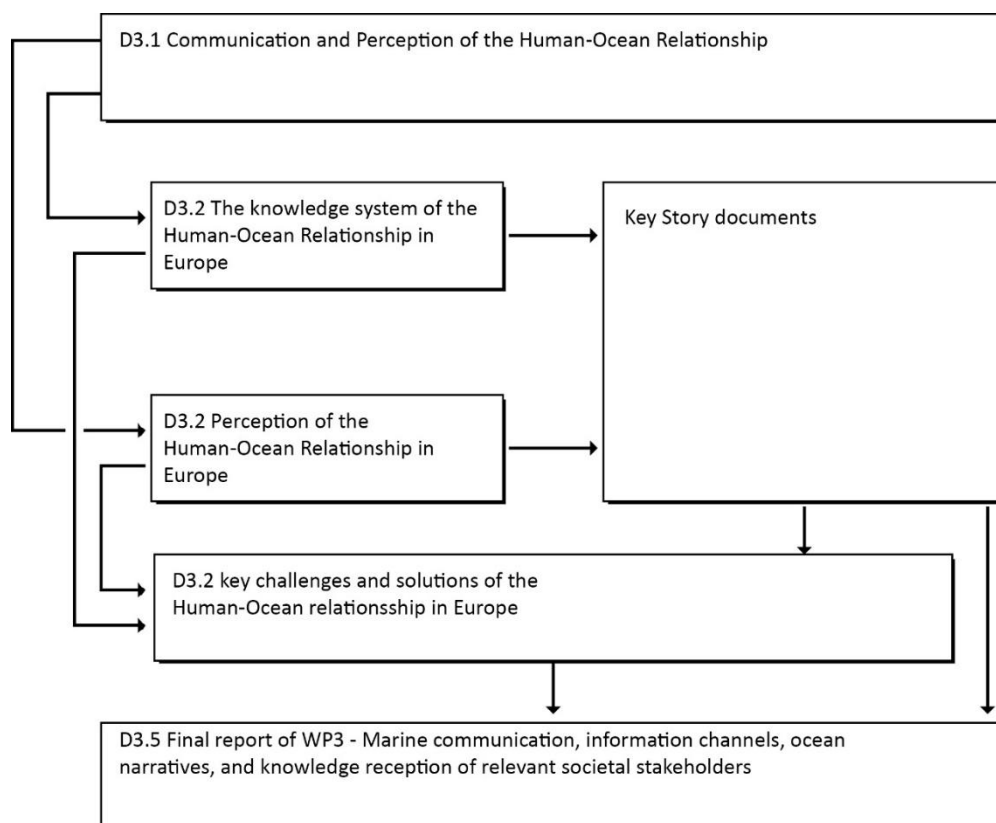 D3.1 Communication and Perception of the Human-Ocean Relationship
D3.2 The knowledge system of the
Human-Ocean Relationship in
Europe
Key Story documents
D3.2 Perception of the
Human-Ocean Relationship in
Europe
D3.2 key challenges and solutions of the
Human-Ocean relationsship in Europe
D3.5 Final report of WP3 - Marine communication, information channels, ocean
narratives, and knowledge reception of relevant societal stakeholders